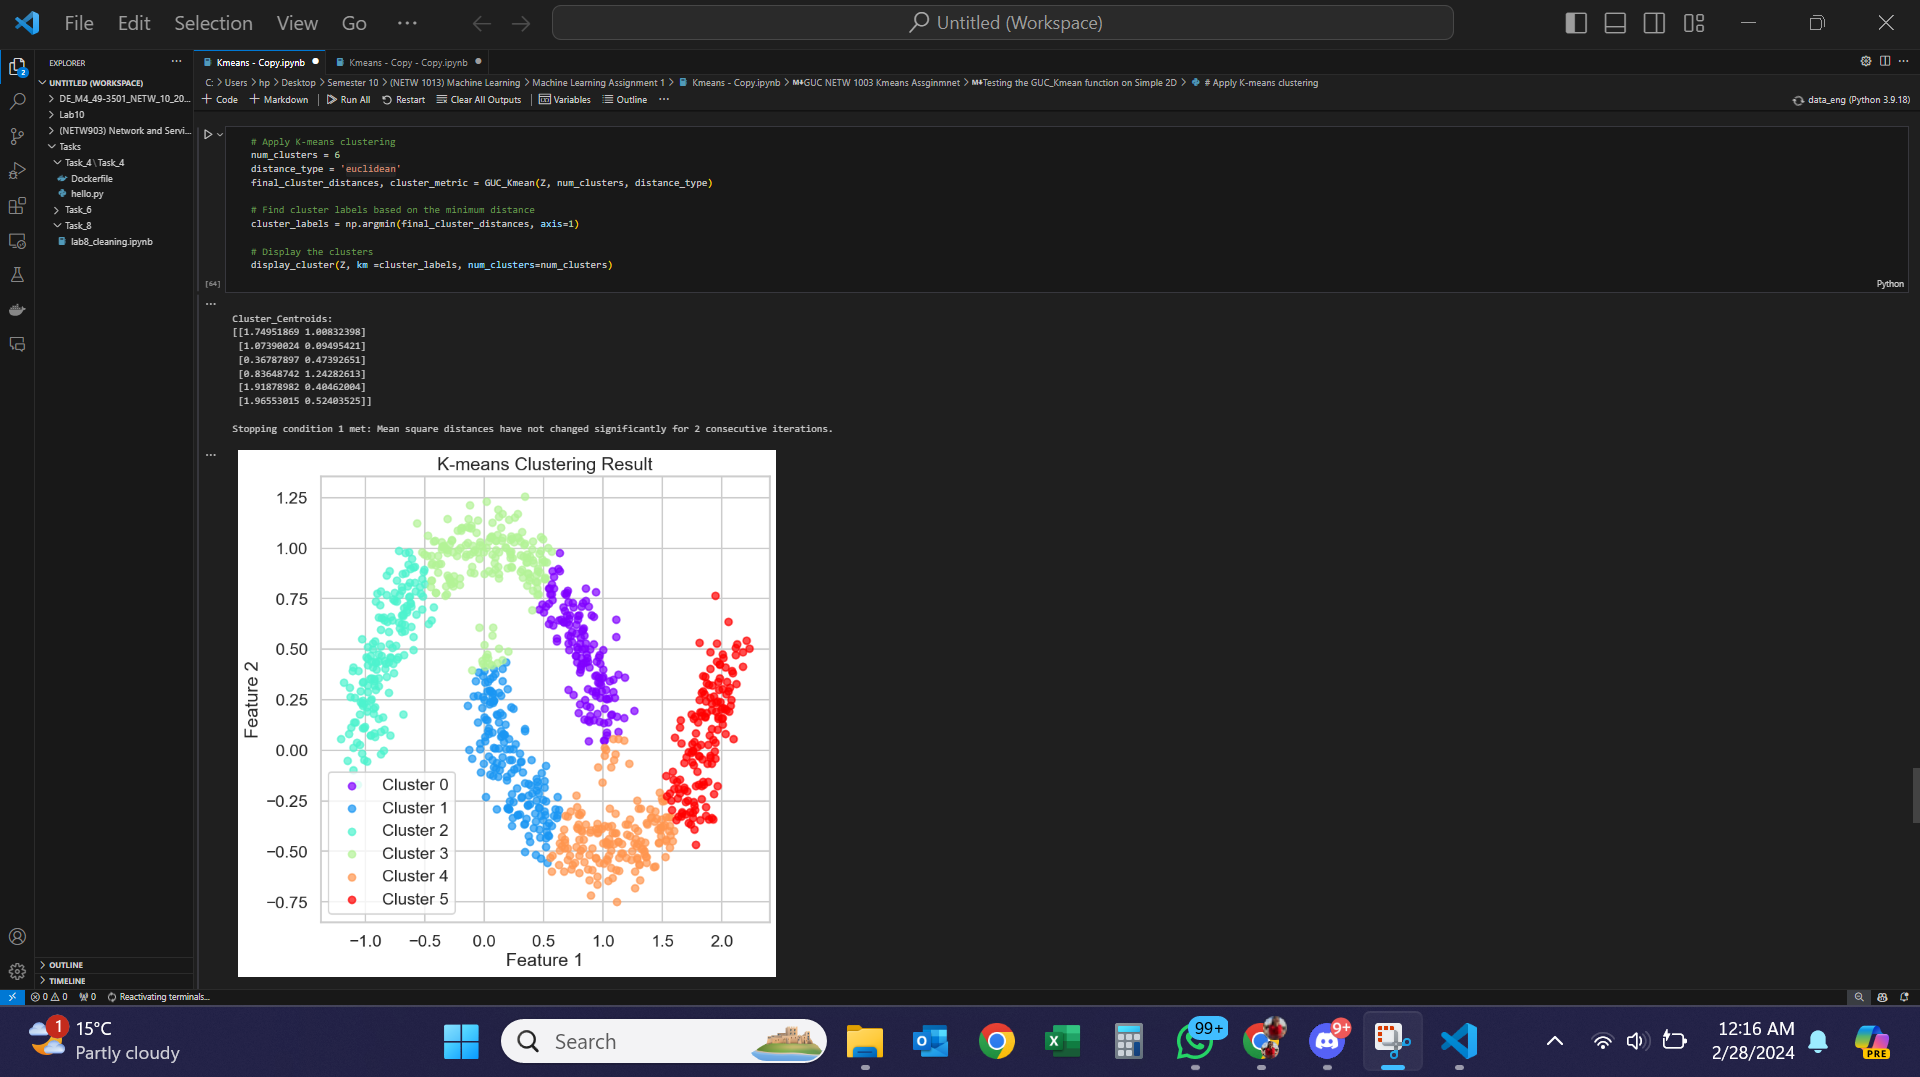 File Edit Selection View Go ...
Untitled (Workspace)
EXPLORER
UNTITLED (WORKSPACE)
DE_M4_49-3501_NETW_10_20...
Lab10
(NETW903) Network and Servi...
Tasks
Task_4 \ Task_4
Dockerfile
hello.py
Task_6
Task_8
lab8_cleaning.ipynb
OUTLINE
TIMELINE
Kmeans - Copy.ipynb
Kmeans - Copy - Copy.ipynb
C: > Users > hp > Desktop > Semester 10 > (NETW 1013) Machine Learning > Machine Learning Assignment 1 > Kmeans - Copy.ipynb > M↓GUC NETW 1003 Kmeans Assginmnet > M↓Testing the GUC_Kmean function on Simple 2D > # Apply K-means clustering
+ Code + Markdown Run All Restart Clear All Outputs Variables Outline ...
data_eng (Python 3.9.18)
# Apply K-means clustering
num_clusters = 6
distance_type = 'euclidean'
final_cluster_distances, cluster_metric = GUC_Kmean(Z, num_clusters, distance_type)
# Find cluster labels based on the minimum distance
cluster_labels = np.argmin(final_cluster_distances, axis=1)
# Display the clusters
display_cluster(Z, km =cluster_labels, num_clusters=num_clusters)
[64]
Python
Cluster_Centroids:
[[1.74951869 1.00832398]
[1.07390024 0.09495421]
[0.36787897 0.47392651]
[0.83648742 1.24282613]
[1.91878982 0.40462004]
[1.96553015 0.52403525]]
Stopping condition 1 met: Mean square distances have not changed significantly for 2 consecutive iterations.
K-means Clustering Result
1.25
1.00
0.75
0.50
0.25
0.00
−0.25
−0.50
−0.75
Feature 2
Cluster 0
Cluster 1
Cluster 2
Cluster 3
Cluster 4
Cluster 5
−1.0 −0.5 0.0 0.5 1.0 1.5 2.0
Feature 1
0 0 0 Reactivating terminals...
1
15°C
Partly cloudy
Search
99+
9+
12:16 AM
2/28/2024
PRE